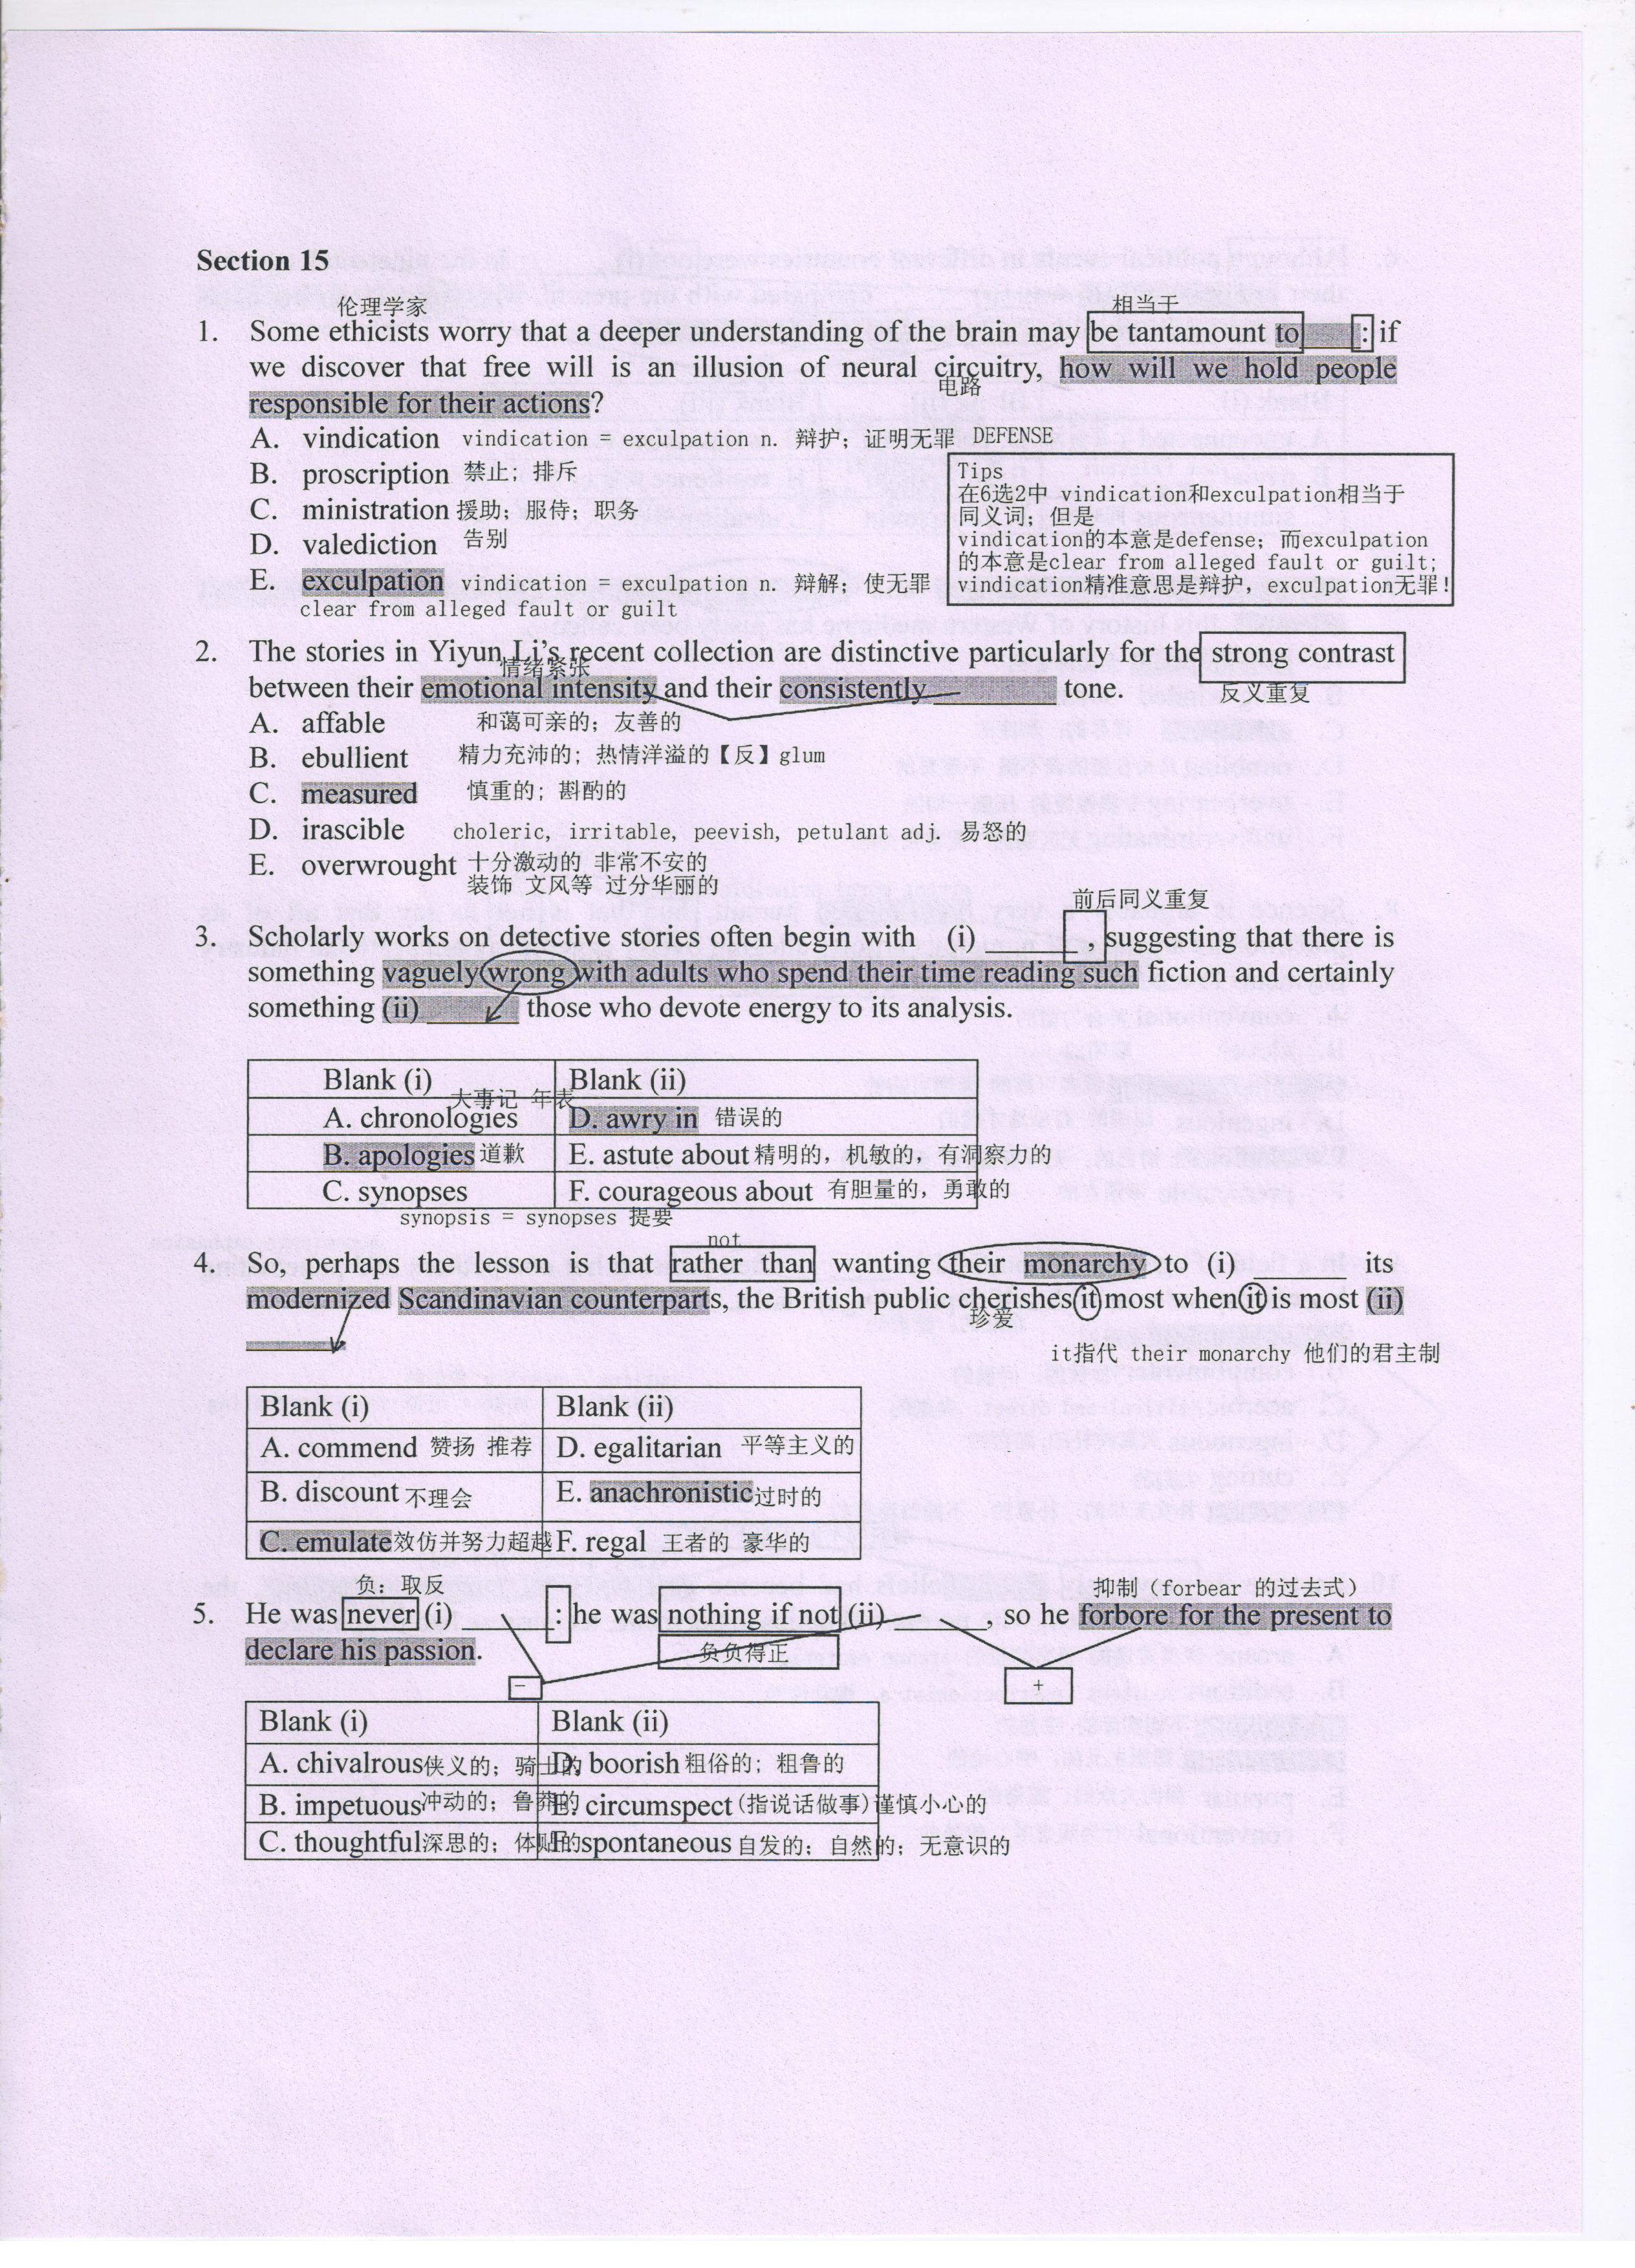 Section 15
伦理学家 相当于
1. Some ethicists worry that a deeper understanding of the brain may be tantamount to____: if
we discover that free will is an illusion of neural circuitry, how will we hold people
电路
responsible for their actions?
A. vindication vindication = exculpation n. 辩护；证明无罪 DEFENSE
B. proscription 禁止；排斥
C. ministration 援助；服侍；职务
D. valediction 告别
E. exculpation vindication = exculpation n. 辩解；使无罪
clear from alleged fault or guilt
Tips
在6选2中 vindication和exculpation相当于
同义词；但是
vindication的本意是defense；而exculpation
的本意是clear from alleged fault or guilt;
vindication精准意思是辩护，exculpation无罪！
2. The stories in Yiyun Li's recent collection are distinctive particularly for the strong contrast
情绪紧张
between their emotional intensity and their consistently ________ tone.
反义重复
A. affable 和谐可亲的；友善的
B. ebullient 精力充沛的；热情洋溢的【反】glum
C. measured 慎重的；斟酌的
D. irascible choleric, irritable, peevish, petulant adj. 易怒的
E. overwrought 十分激动的 非常不安的
装饰 文风等 过分华丽的
前后同义重复
3. Scholarly works on detective stories often begin with (i) ______ suggesting that there is
something vaguely wrong with adults who spend their time reading such fiction and certainly
something (ii) ______ those who devote energy to its analysis.
Blank (i) Blank (ii)
大事记 年表
A. chronologies D. awry in 错误的
B. apologies 道歉 E. astute about 精明的，机敏的，有洞察力的
C. synopses F. courageous about 有胆量的，勇敢的
synopsis = synopses 提要
not
4. So, perhaps the lesson is that rather than wanting their monarchy to (i) ______ its
modernized Scandinavian counterparts, the British public cherishes it most when it is most (ii)
珍爱
______
it指代 their monarchy 他们的君主制
Blank (i) Blank (ii)
A. commend 赞扬 推荐 D. egalitarian 平等主义的
B. discount 不理会 E. anachronistic 过时的
C. emulate 效仿并努力超越 F. regal 王者的 豪华的
负：取反 抑制（forbear 的过去式）
5. He was never (i) ______: he was nothing if not (ii) ______, so he forbore for the present to
declare his passion.
负负得正
− +
Blank (i) Blank (ii)
A. chivalrous 侠义的；骑士的 D. boorish 粗俗的；粗鲁的
B. impetuous 冲动的；鲁莽的 E. circumspect (指说话做事)谨慎小心的
C. thoughtful 深思的；体贴的 F. spontaneous 自发的；自然的；无意识的